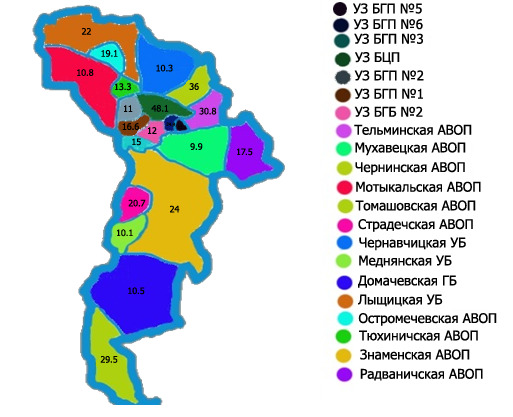 22
19.1
10.8
10.3
13.3
36
11
48.1
30.8
16.6
12
15
9.9
17.5
20.7
24
10.1
10.5
29.5
УЗ БГП №5
УЗ БГП №6
УЗ БГП №3
УЗ БЦП
УЗ БГП №2
УЗ БГП №1
УЗ БГБ №2
Тельминская АВОП
Мухавецкая АВОП
Чернинская АВОП
Мотыкальская АВОП
Томашовская АВОП
Страдечская АВОП
Чернавчицкая УБ
Меднянская УБ
Домачевская ГБ
Лыщицкая УБ
Остромечевская АВОП
Тюхиничская АВОП
Знаменская АВОП
Радваничская АВОП